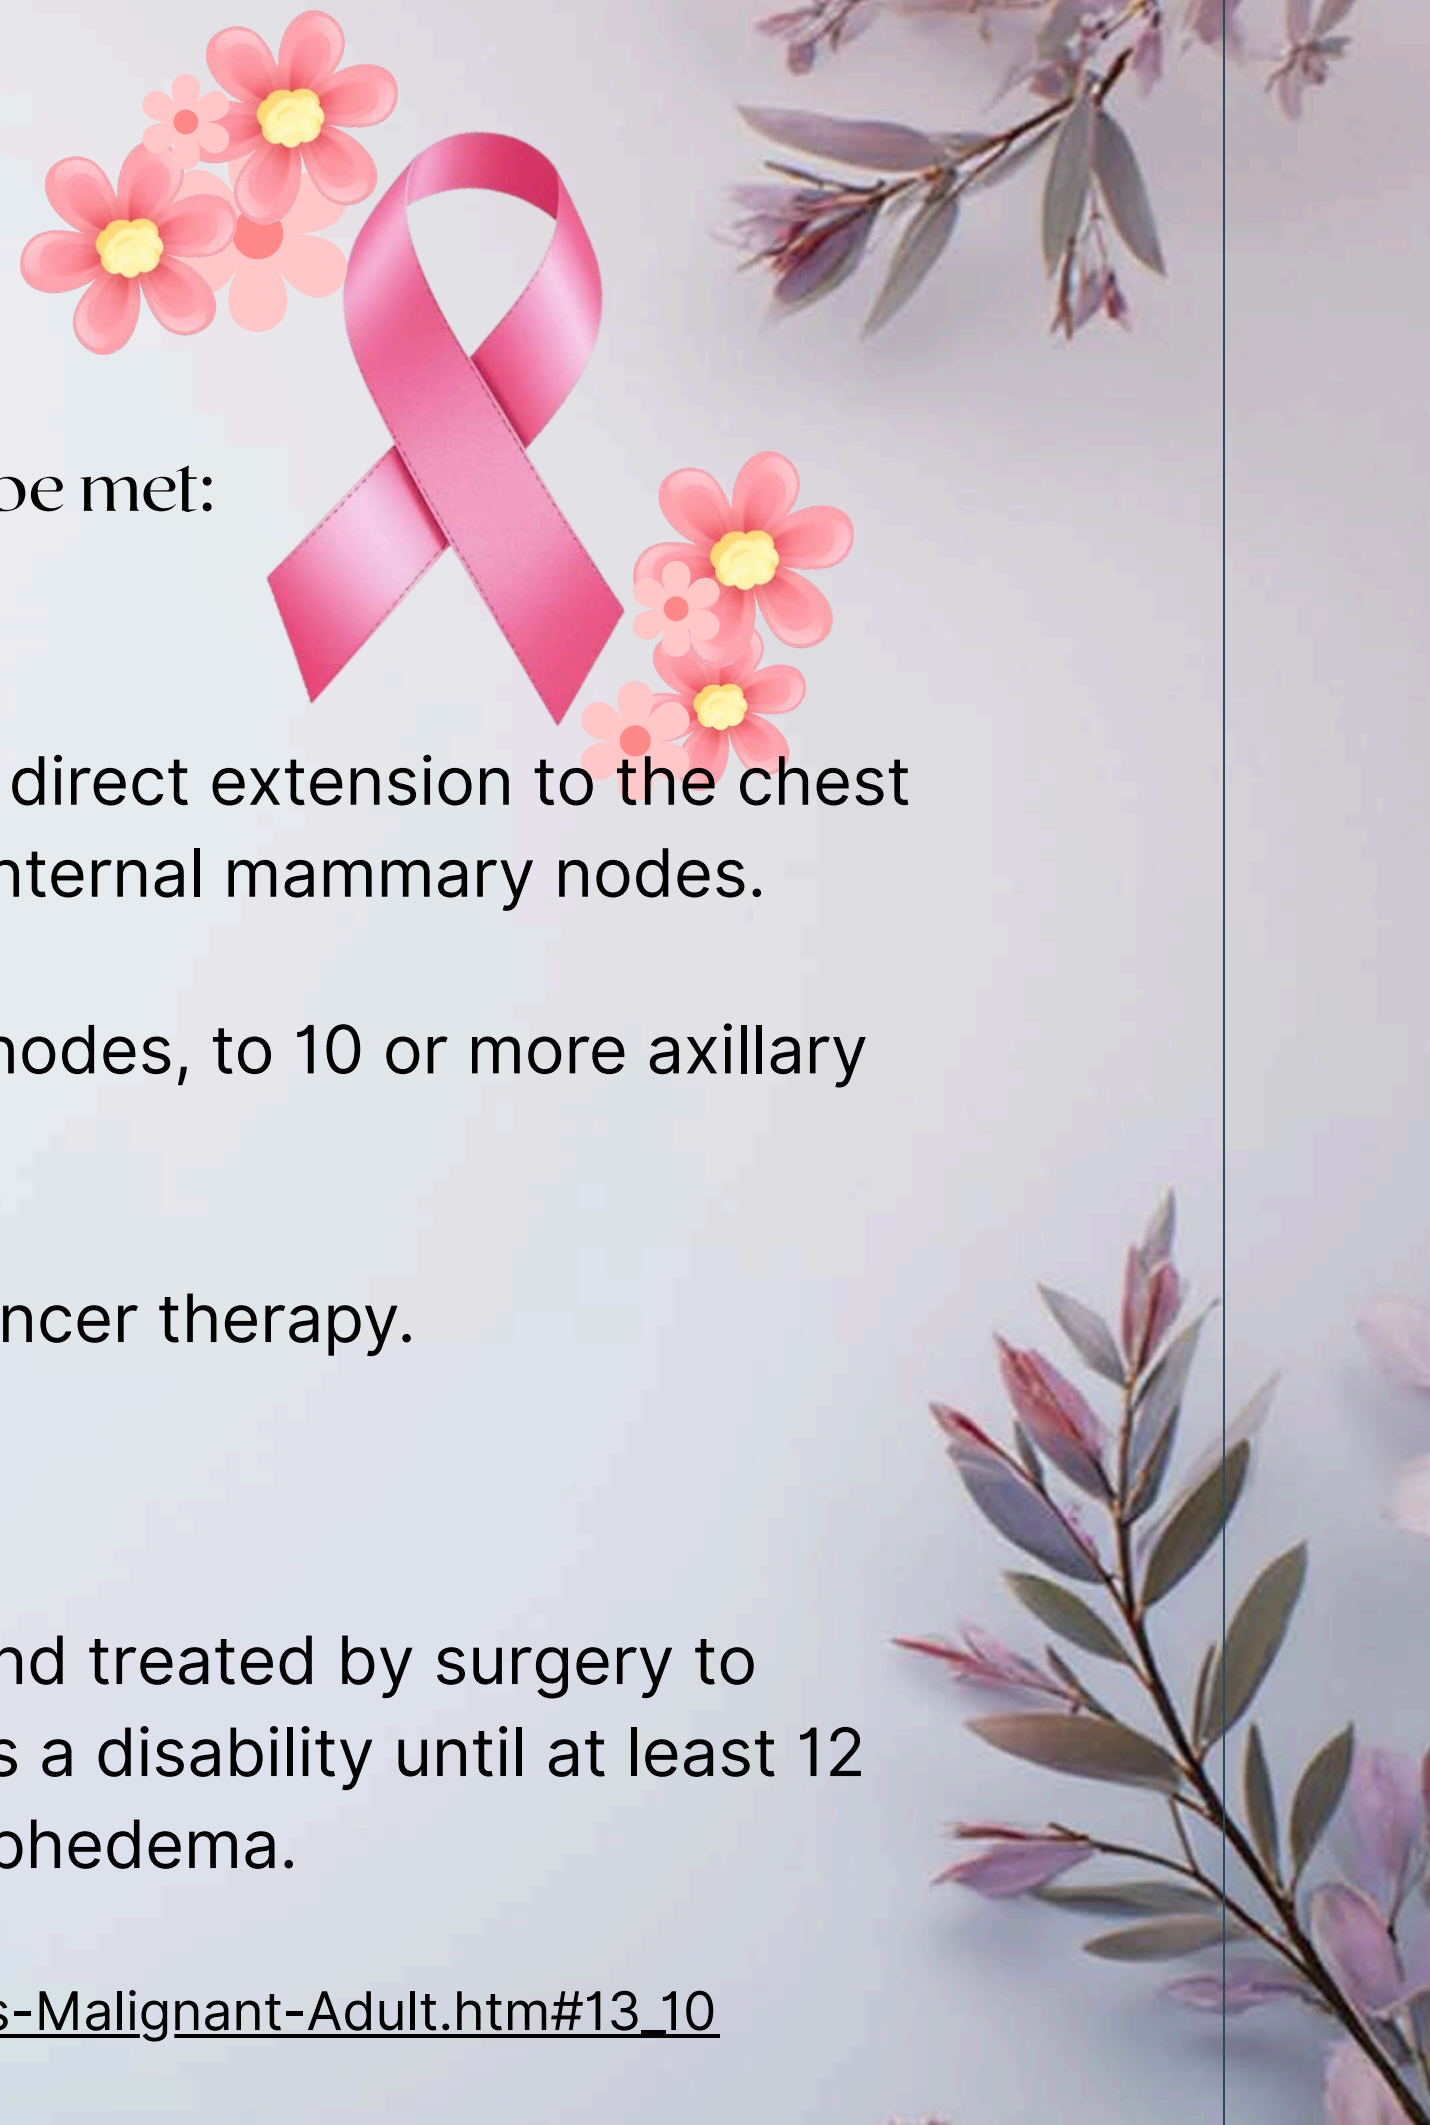 be met:
direct extension to the chest
nternal mammary nodes.
nodes, to 10 or more axillary
ncer therapy.
nd treated by surgery to
s a disability until at least 12
phedema.
s-Malignant-Adult.htm#13_10